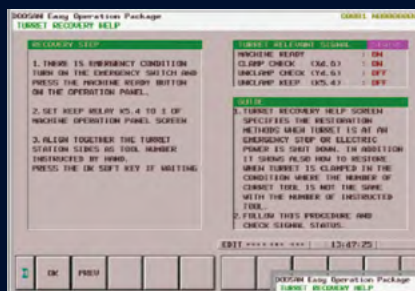 DOOSAN Easy Operation Package
TURRET RECOVERY HELP
RECOVERY STEP
1. THERE IS EMERGENCY CONDITION
TURN ON THE EMERGENCY SWITCH AND
PRESS THE MACHINE READY BUTTON
ON THE OPERATION PANEL.
2. SET KEEP RELAY K5.4 TO 1 OF
MACHINE OPERATION PANEL SCREEN
3. ALIGN TOGETHER THE TURRET
STATION SIDES AS TOOL NUMBER
INSTRUCTED BY HAND.
PRESS THE OK SOFT KEY IF WAITING
TURRET RELEVANT SIGNAL STATUS
MACHINE READY : ON
CLAMP CHECK (X4.6) : ON
UNCLAMP CHECK (Y4.6) : OFF
UNCLAMP KEEP (K5.4) : OFF
GUIDE
1. TURRET RECOVERY HELP SCREEN
SPECIFIES THE RESTORATION
METHODS WHEN TURRET IS AT AN
EMERGENCY STOP OR ELECTRIC
POWER IS SHUT DOWN. IN ADDITION
IT SHOWS ALSO HOW TO RESTORE
WHEN TURRET IS CLAMPED IN THE
CONDITION WHERE THE NUMBER OF
CURRET TOOL IS NOT THE SAME
WITH THE NUMBER OF INSTRUCTED
TOOL.
2. FOLLOW THIS PROCEDURE AND
CHECK SIGNAL STATUS.
EDIT **** *** *** 13:47:25
OK PREV
DOOSAN Easy Operation Package
TURRET RECOVERY HELP